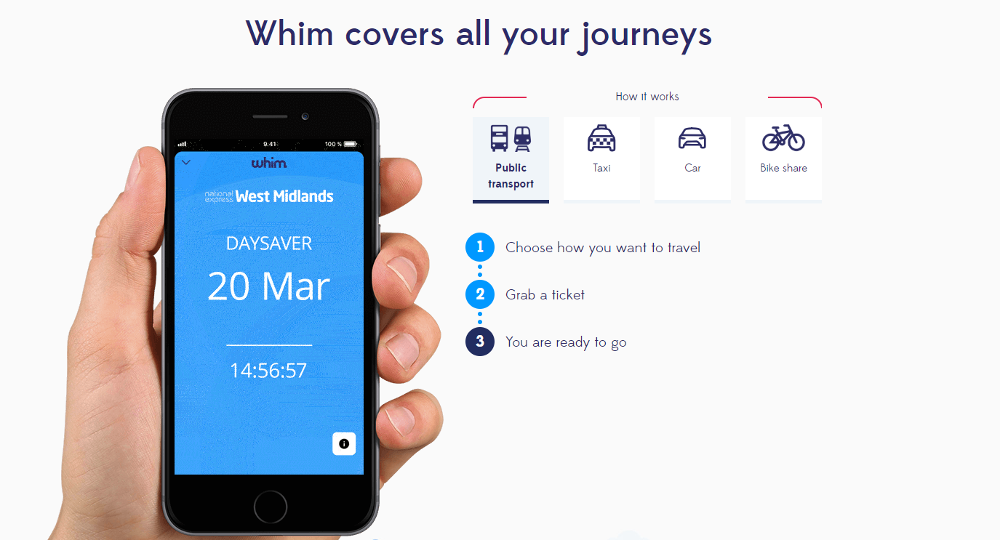 Whim covers all your journeys
9.41
100 %
whim
national express West Midlands
DAYSAVER
20 Mar
14:56:57
How it works
Public
transport
Taxi
Car
Bike share
1 Choose how you want to travel
2 Grab a ticket
3 You are ready to go